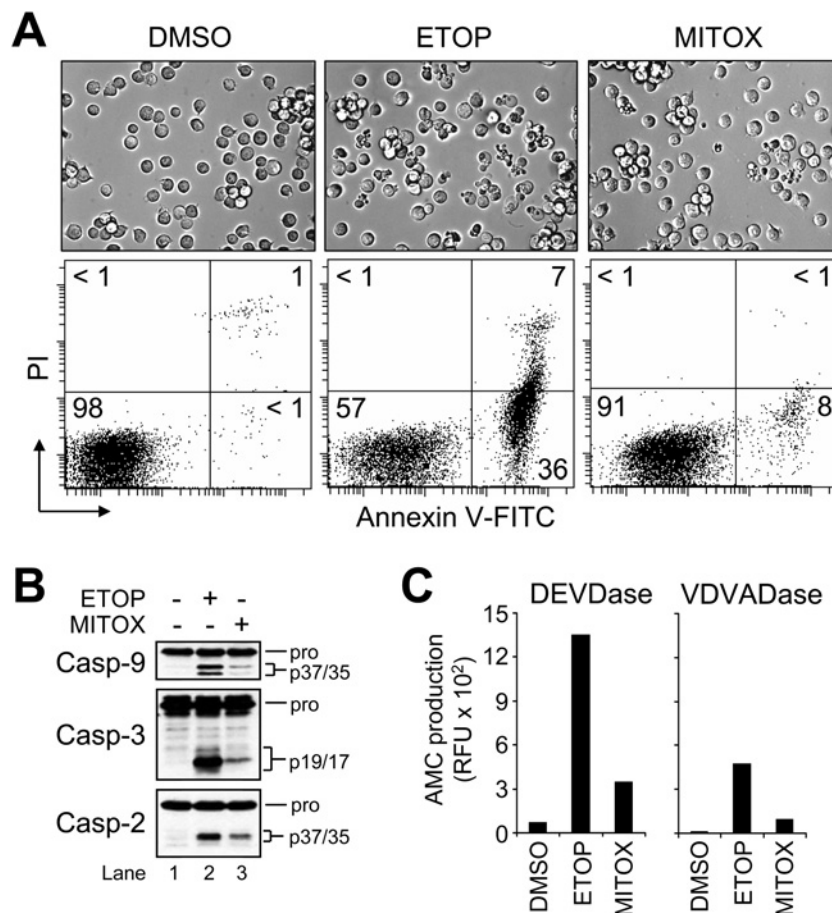 A
DMSO ETOP MITOX
< 1 1 < 1 7 < 1 < 1
PI
98 < 1 57 36 91 8
Annexin V-FITC
B
ETOP - + -
MITOX - - +
Casp-9 pro
p37/35
Casp-3 pro
p19/17
Casp-2 pro
p37/35
Lane 1 2 3
C
DEVDase VDVADase
AMC production
(RFU x 10²)
15
12
9
6
3
0
DMSO ETOP MITOX DMSO ETOP MITOX